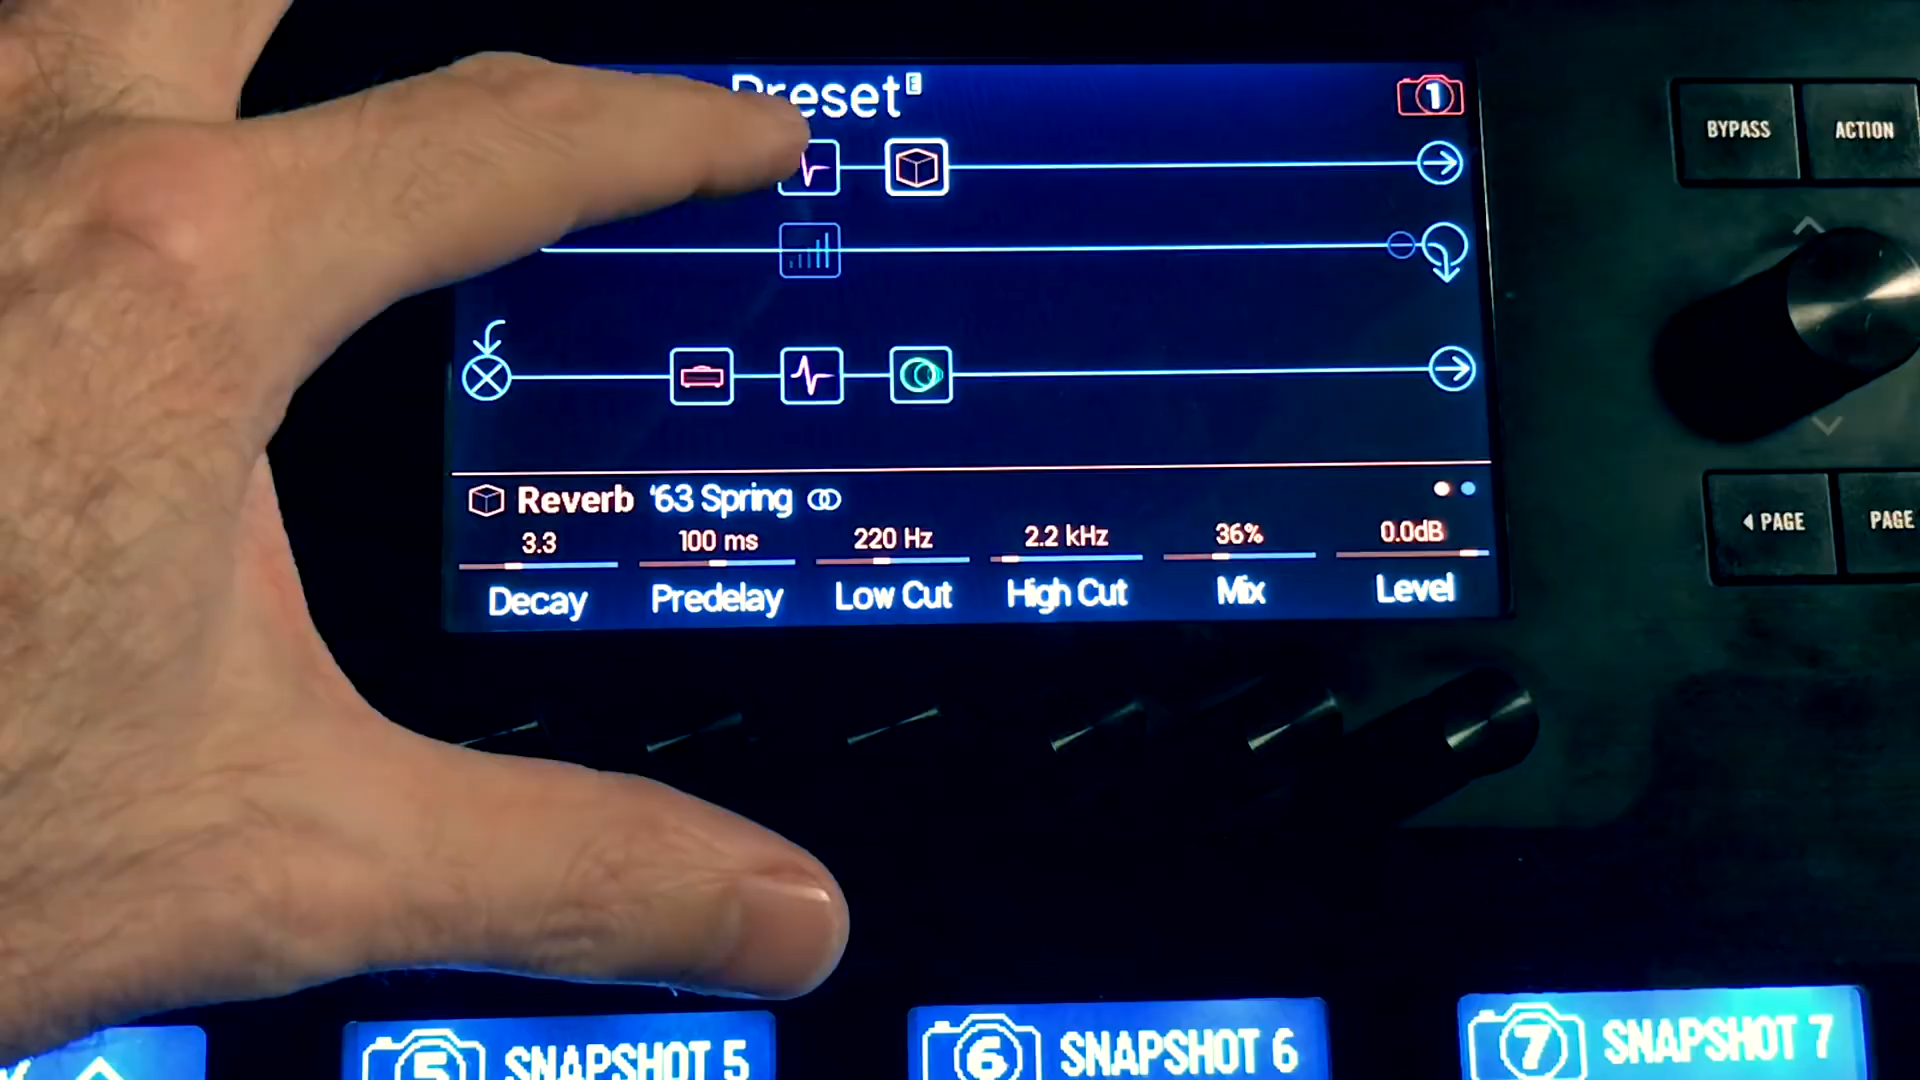 Preset E
1
BYPASS ACTION
Reverb '63 Spring
3.3 100 ms 220 Hz 2.2 kHz 36% 0.0dB
Decay Predelay Low Cut High Cut Mix Level
PAGE PAGE
5 SNAPSHOT 5
6 SNAPSHOT 6
7 SNAPSHOT 7